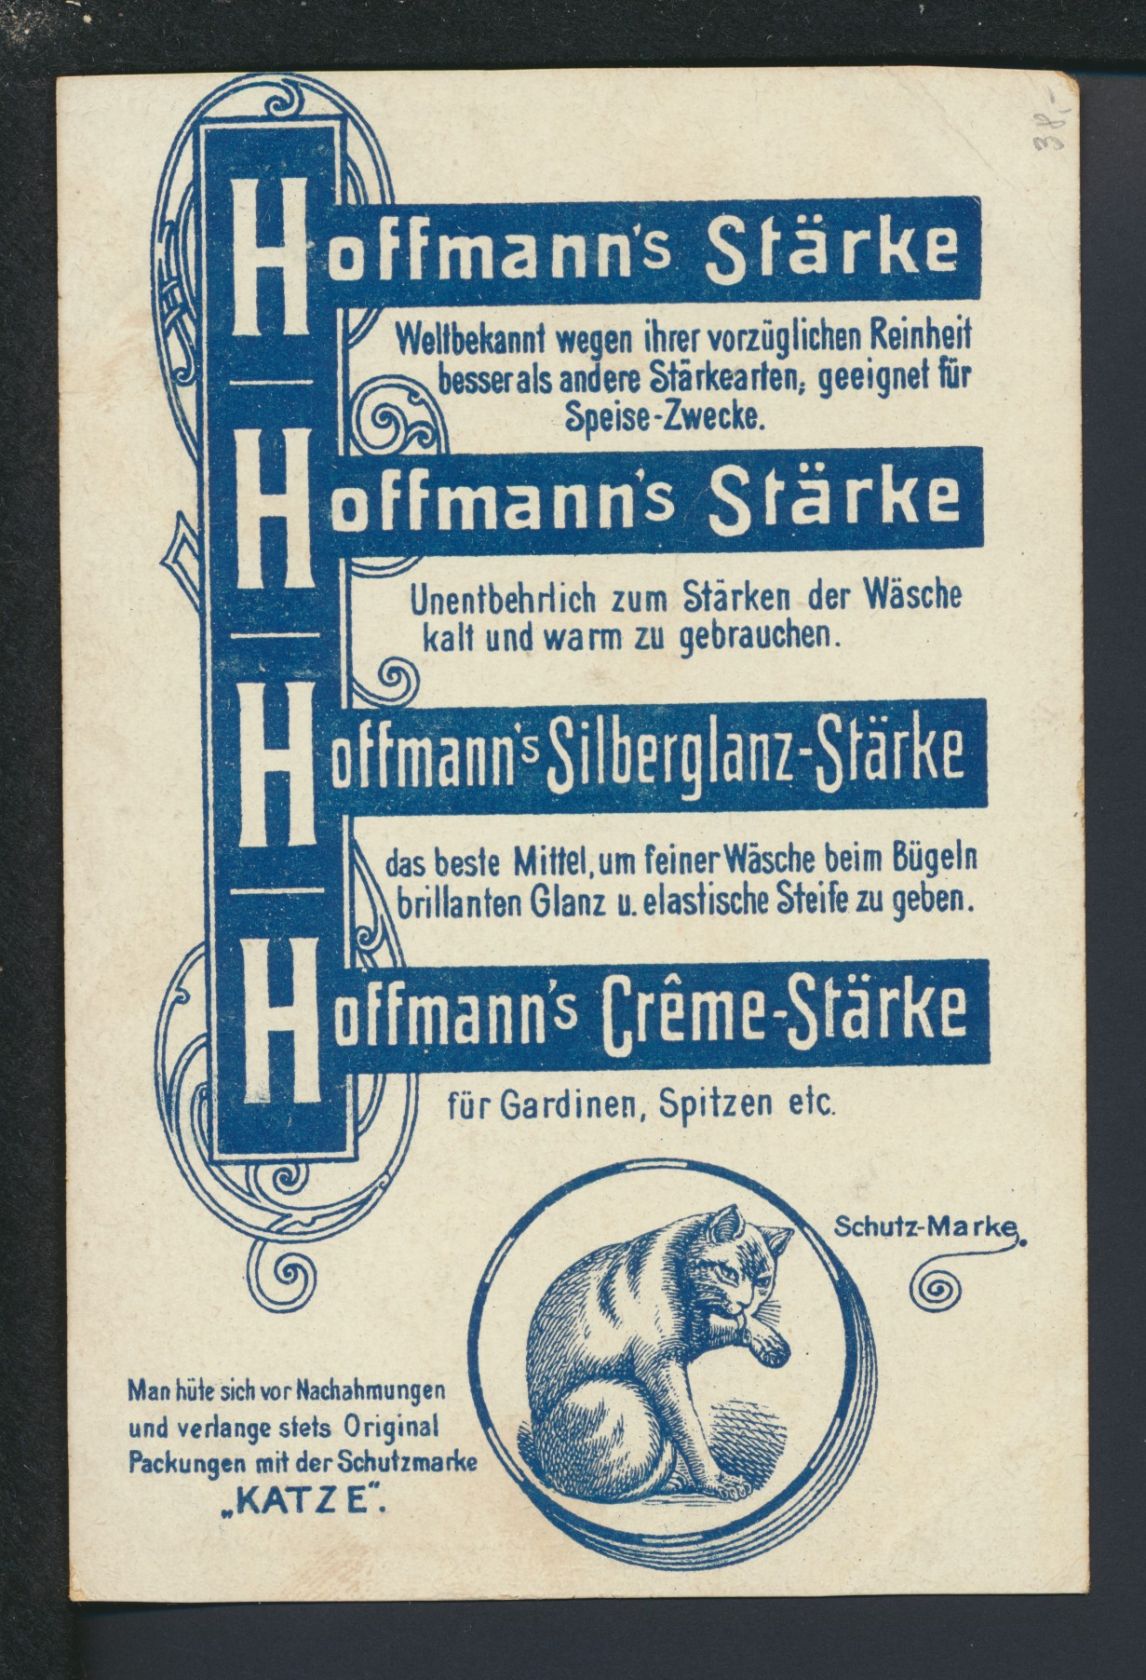 38,-
Hoffmann's Stärke
Weltbekannt wegen ihrer vorzüglichen Reinheit
besser als andere Stärkearten, geeignet für
Speise-Zwecke.
Hoffmann's Stärke
Unentbehrlich zum Stärken der Wäsche
kalt und warm zu gebrauchen.
Hoffmann's Silberglanz-Stärke
das beste Mittel, um feiner Wäsche beim Bügeln
brillanten Glanz u. elastische Steife zu geben.
Hoffmann's Crême-Stärke
für Gardinen, Spitzen etc.
Schutz-Marke.
Man hüte sich vor Nachahmungen
und verlange stets Original
Packungen mit der Schutzmarke
„KATZE".